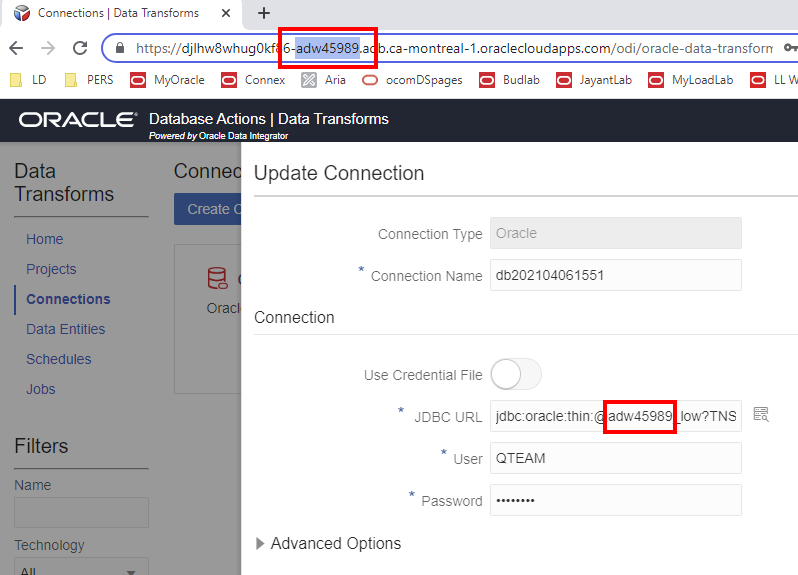 Connections | Data Transforms
https://djlhw8whug0kf86-adw45989.adb.ca-montreal-1.oraclecloudapps.com/odi/oracle-data-transform
LD PERS MyOracle Connex Aria ocomDSpages Budlab JayantLab MyLoadLab LL W
ORACLE Database Actions | Data Transforms
Powered by Oracle Data Integrator
Data Transforms
Home
Projects
Connections
Data Entities
Schedules
Jobs
Filters
Name
Technology
All
Connec
Create C
Oracl
Update Connection
Connection Type Oracle
* Connection Name db202104061551
Connection
Use Credential File
* JDBC URL jdbc:oracle:thin:@adw45989_low?TNS
* User QTEAM
* Password ••••••••
Advanced Options